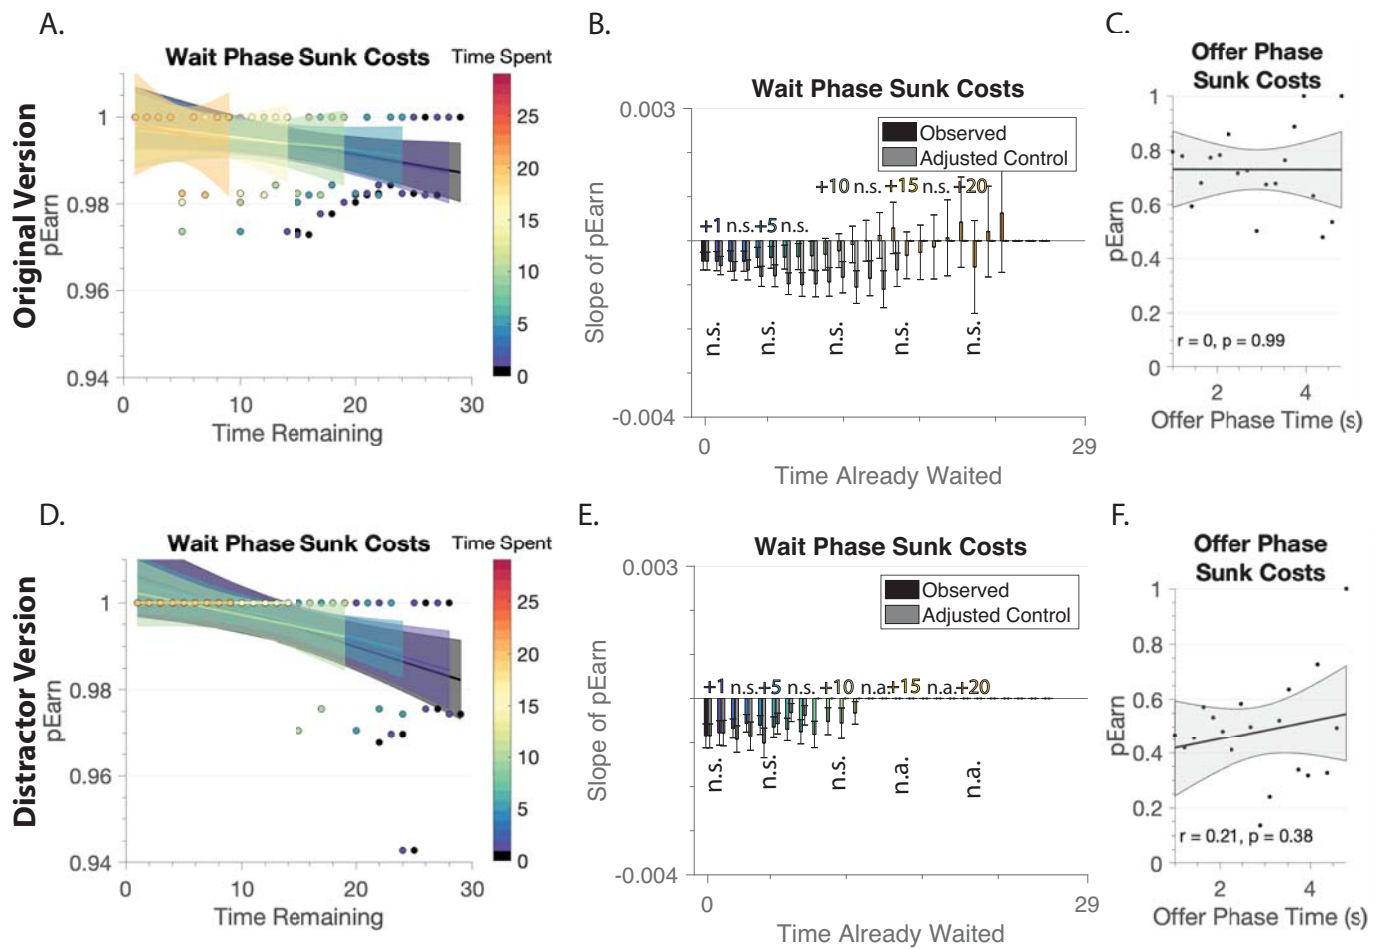 A.
Wait Phase Sunk Costs
Time Spent
Original Version
pEarn
1
0.98
0.96
0.94
0
10
20
30
Time Remaining
25
20
15
10
5
0
B.
Wait Phase Sunk Costs
0.003
Observed
Adjusted Control
+10 n.s. +15 n.s. +20
+1 n.s. +5 n.s.
Slope of pEarn
n.s.
n.s.
n.s.
n.s.
n.s.
-0.004
0
29
Time Already Waited
C.
Offer Phase
Sunk Costs
pEarn
1
0.8
0.6
0.4
0.2
0
r = 0, p = 0.99
2
4
Offer Phase Time (s)
D.
Wait Phase Sunk Costs
Time Spent
Distractor Version
pEarn
1
0.98
0.96
0.94
0
10
20
30
Time Remaining
25
20
15
10
5
0
E.
Wait Phase Sunk Costs
0.003
Observed
Adjusted Control
+1 n.s. +5 n.s. +10 n.a. +15 n.a. +20
Slope of pEarn
n.s.
n.s.
n.s.
n.a.
n.a.
-0.004
0
29
Time Already Waited
F.
Offer Phase
Sunk Costs
pEarn
1
0.8
0.6
0.4
0.2
0
r = 0.21, p = 0.38
2
4
Offer Phase Time (s)